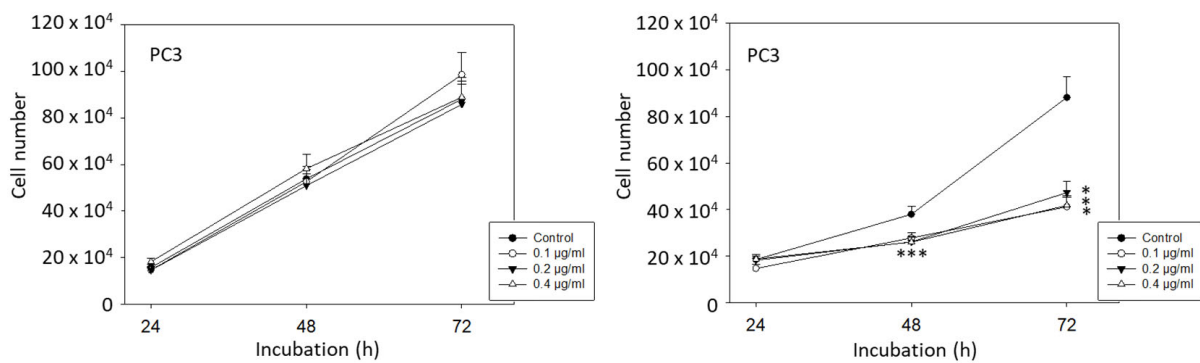 120 x 10⁴
100 x 10⁴
80 x 10⁴
60 x 10⁴
40 x 10⁴
20 x 10⁴
0
Cell number
PC3
Control
0.1 µg/ml
0.2 µg/ml
0.4 µg/ml
24 48 72
Incubation (h)
120 x 10⁴
100 x 10⁴
80 x 10⁴
60 x 10⁴
40 x 10⁴
20 x 10⁴
0
Cell number
PC3
***
***
Control
0.1 µg/ml
0.2 µg/ml
0.4 µg/ml
24 48 72
Incubation (h)